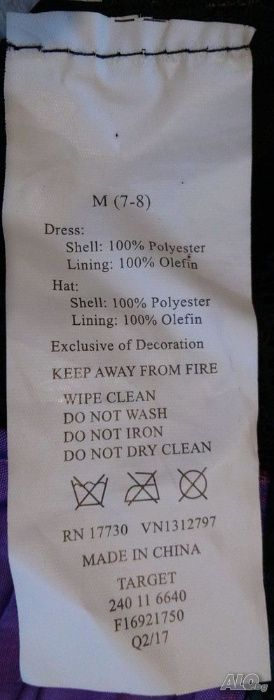 M (7-8)
Dress:
Shell: 100% Polyester
Lining: 100% Olefin
Hat:
Shell: 100% Polyester
Lining: 100% Olefin
Exclusive of Decoration
KEEP AWAY FROM FIRE
WIPE CLEAN
DO NOT WASH
DO NOT IRON
DO NOT DRY CLEAN
RN 17730 VN1312797
MADE IN CHINA
TARGET
240 11 6640
F16921750
Q2/17
ALO.bg